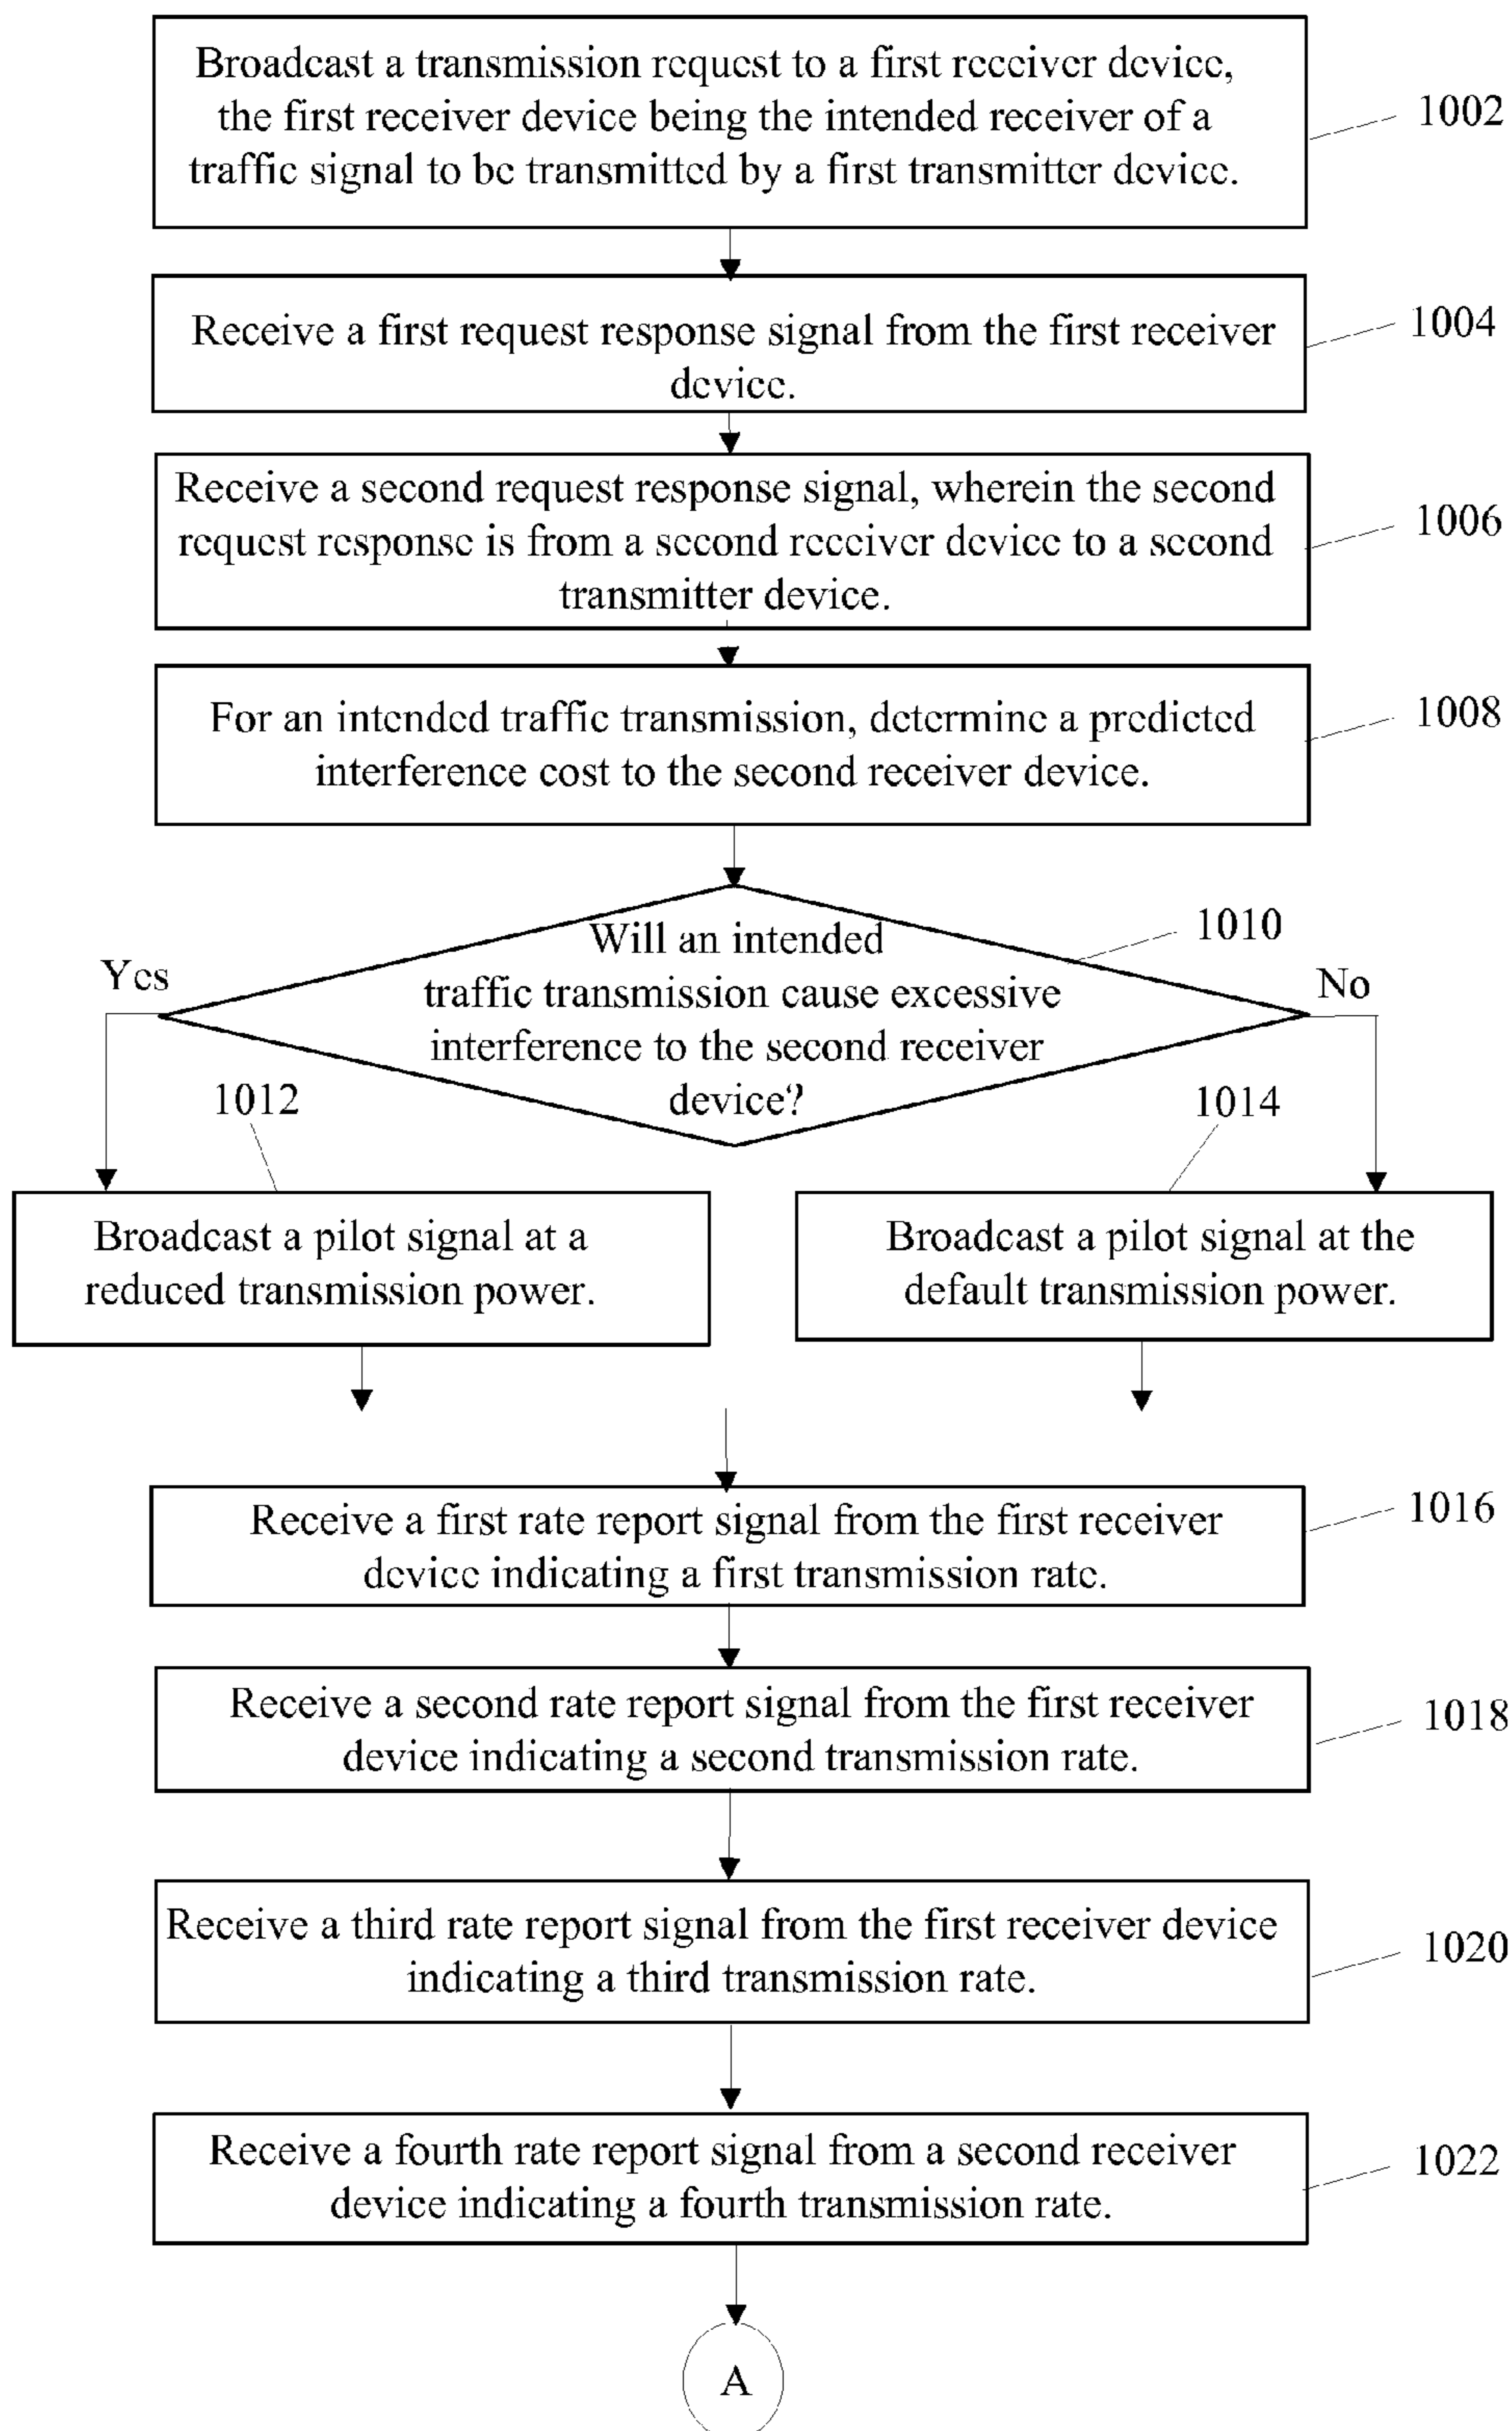 Broadcast a transmission request to a first receiver device,
the first receiver device being the intended receiver of a
traffic signal to be transmitted by a first transmitter device.
1002
Receive a first request response signal from the first receiver
device.
1004
Receive a second request response signal, wherein the second
request response is from a second receiver device to a second
transmitter device.
1006
For an intended traffic transmission, determine a predicted
interference cost to the second receiver device.
1008
Will an intended
traffic transmission cause excessive
interference to the second receiver
device?
1010
Yes
No
1012
1014
Broadcast a pilot signal at a
reduced transmission power.
Broadcast a pilot signal at the
default transmission power.
Receive a first rate report signal from the first receiver
device indicating a first transmission rate.
1016
Receive a second rate report signal from the first receiver
device indicating a second transmission rate.
1018
Receive a third rate report signal from the first receiver device
indicating a third transmission rate.
1020
Receive a fourth rate report signal from a second receiver
device indicating a fourth transmission rate.
1022
A